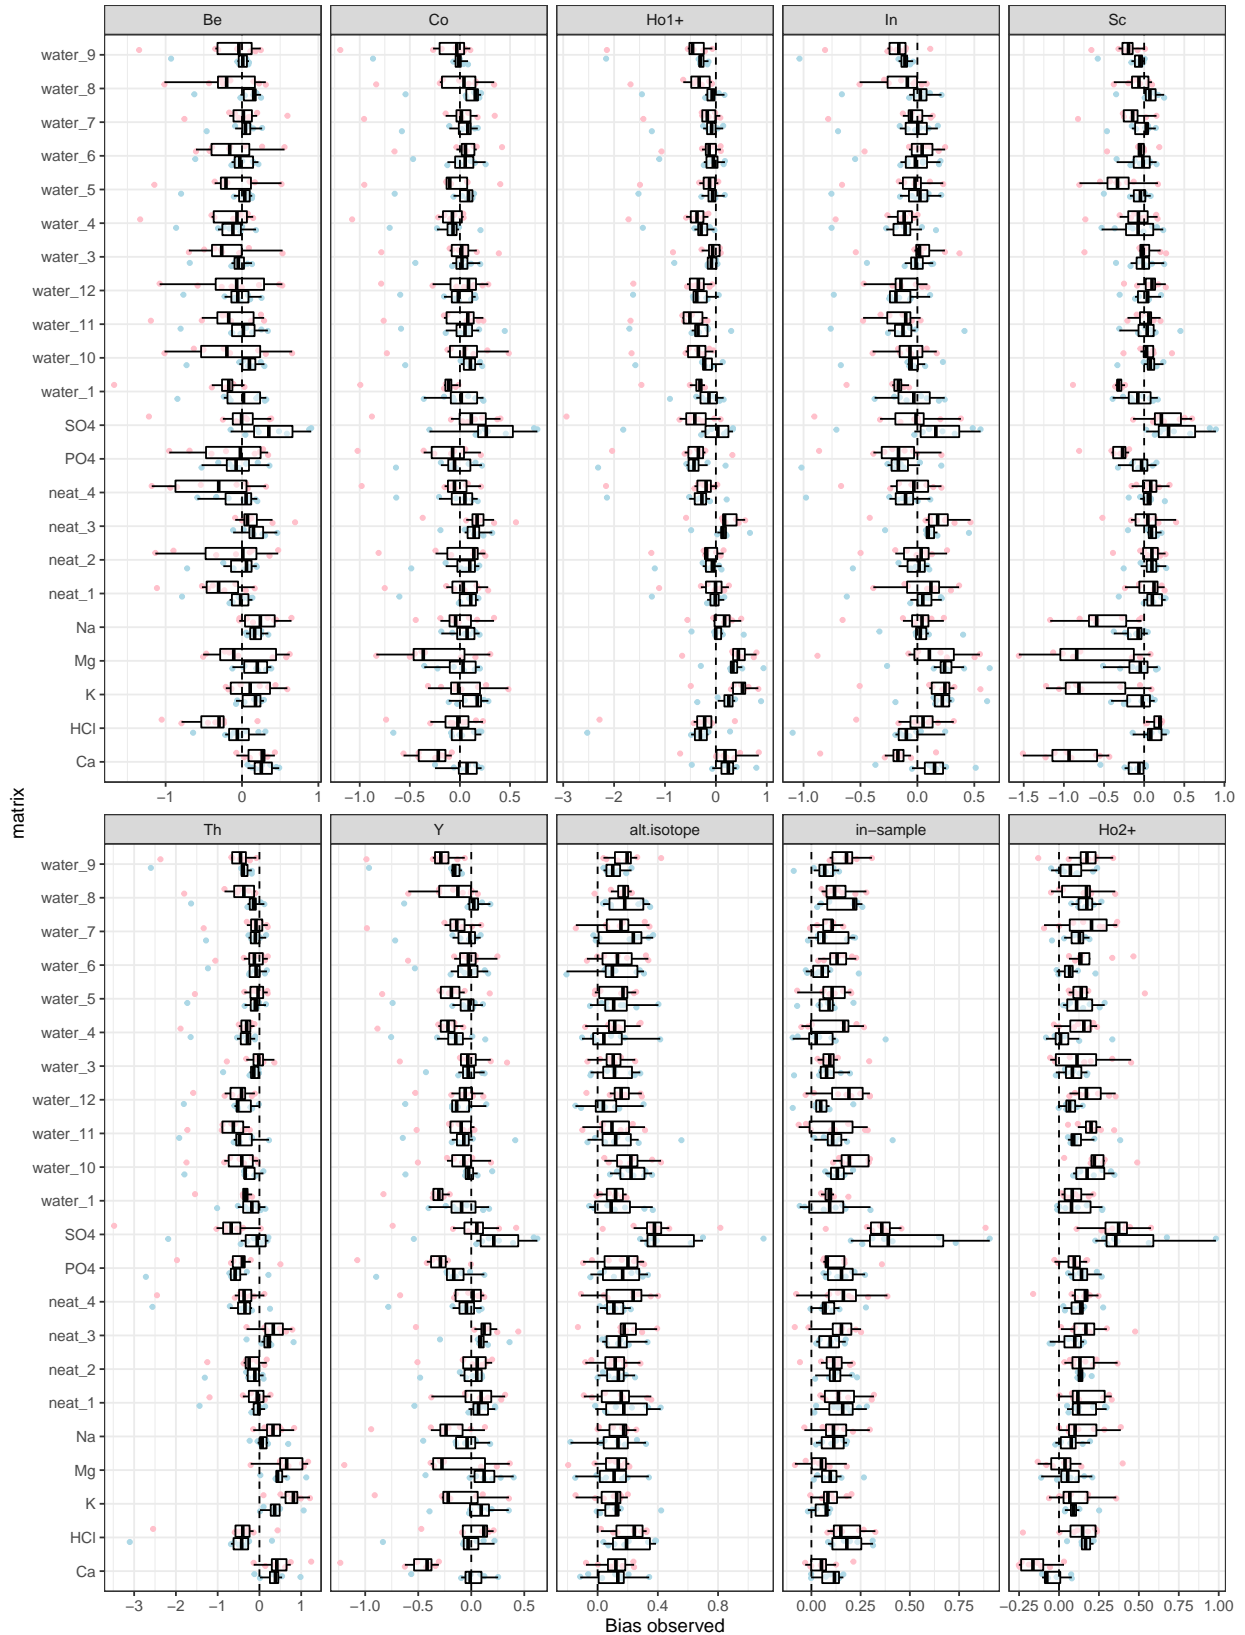 Be Co Ho1+ In Sc
water_9
water_8
water_7
water_6
water_5
water_4
water_3
water_12
water_11
water_10
water_1
SO4
PO4
neat_4
neat_3
neat_2
neat_1
Na
Mg
K
HCl
Ca
−1 0 1 −1.0 −0.5 0.0 0.5 −3 −2 −1 0 1 −1.0 −0.5 0.0 0.5 −1.5 −1.0 −0.5 0.0 0.5 1.0
matrix
Th Y alt.isotope in−sample Ho2+
water_9
water_8
water_7
water_6
water_5
water_4
water_3
water_12
water_11
water_10
water_1
SO4
PO4
neat_4
neat_3
neat_2
neat_1
Na
Mg
K
HCl
Ca
−3 −2 −1 0 1 −1.0 −0.5 0.0 0.5 0.0 0.4 0.8 0.00 0.25 0.50 0.75 −0.25 0.00 0.25 0.50 0.75 1.00
Bias observed